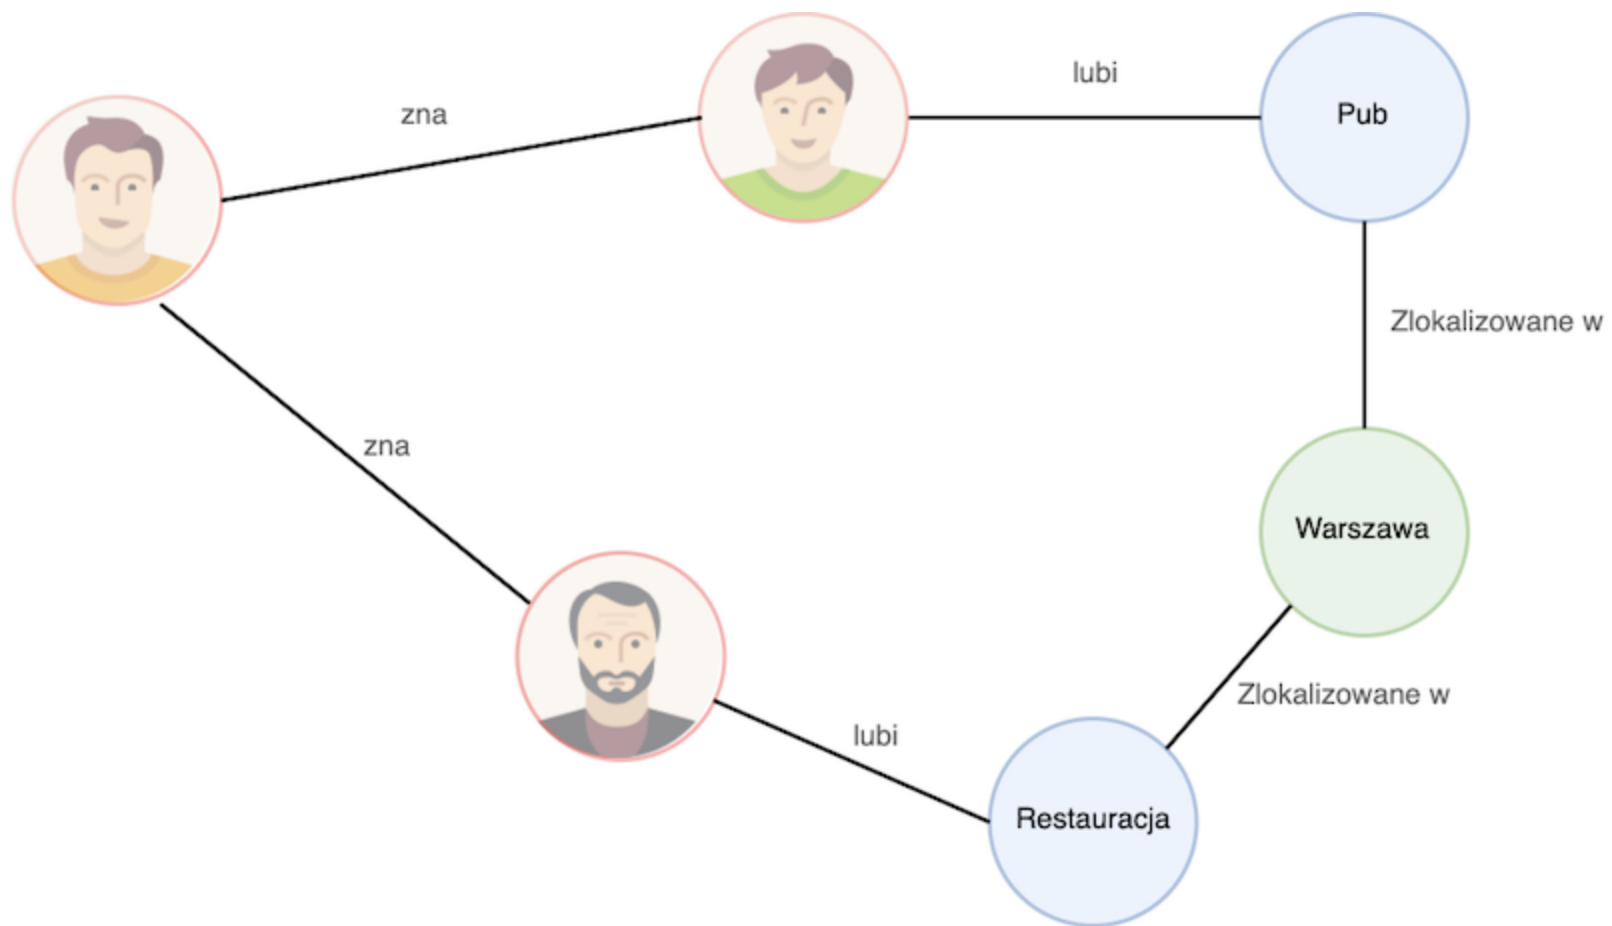 lubi
zna
Pub
Zlokalizowane w
zna
Warszawa
Zlokalizowane w
lubi
Restauracja